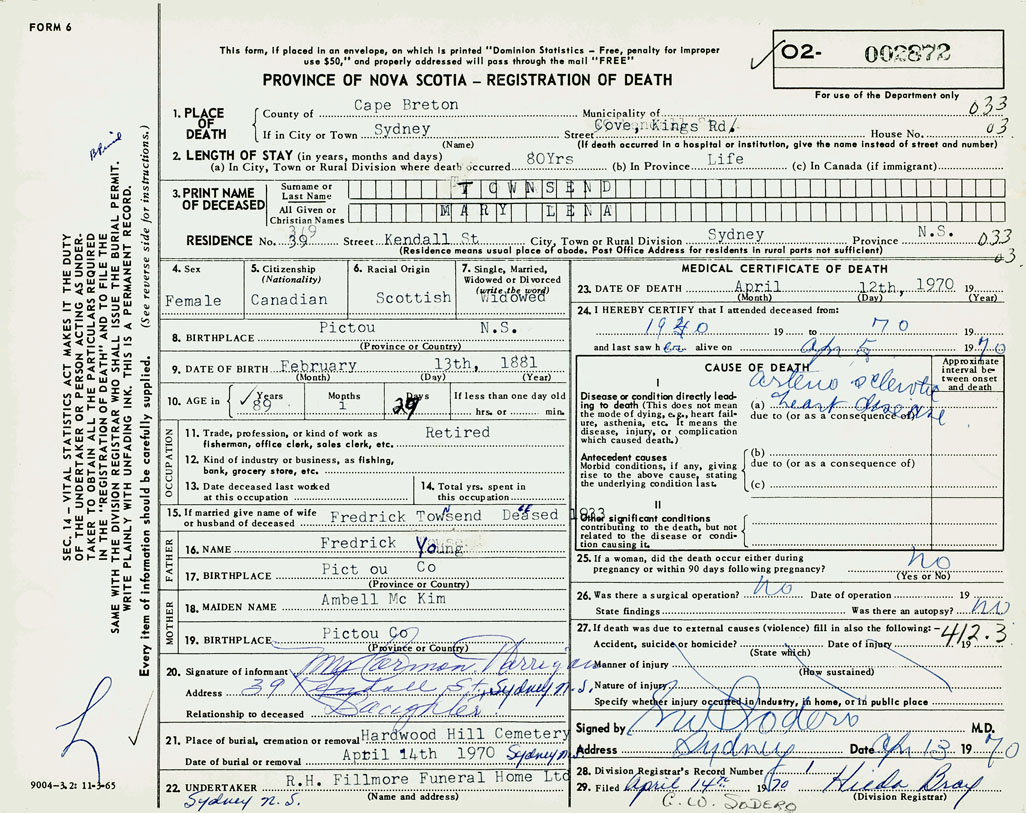 FORM 6
This form, if placed in an envelope, on which is printed "Dominion Statistics – Free, penalty for improper
use $50," and properly addressed will pass through the mail "FREE"
PROVINCE OF NOVA SCOTIA – REGISTRATION OF DEATH
02- 002872
For use of the Department only
033
03.
1. PLACE OF DEATH
County of Cape Breton Municipality of
If in City or Town Sydney Street Cove, Kings Rd. House No.
(Name) (If death occurred in a hospital or institution, give the name instead of street and number)
2. LENGTH OF STAY (in years, months and days)
(a) In City, Town or Rural Division where death occurred 80Yrs (b) In Province Life (c) In Canada (if immigrant)
3. PRINT NAME OF DECEASED
Surname or Last Name TOWNSEND
All Given or Christian Names MARY LENA
RESIDENCE No. 39 319 Street Kendall St City, Town or Rural Division Sydney Province N.S. 033
(Residence means usual place of abode. Post Office Address for residents in rural parts not sufficient) 03.
4. Sex Female
5. Citizenship (Nationality) Canadian
6. Racial Origin Scottish
7. Single, Married, Widowed or Divorced (write the word) Widowed
8. BIRTHPLACE Pictou N.S.
(Province or Country)
9. DATE OF BIRTH February 13th, 1881
(Month) (Day) (Year)
10. AGE in Years 89 Months 1 Days 29 If less than one day old hrs. or min.
OCCUPATION
11. Trade, profession, or kind of work as fisherman, office clerk, sales clerk, etc. Retired
12. Kind of industry or business, as fishing, bank, grocery store, etc.
13. Date deceased last worked at this occupation
14. Total yrs. spent in this occupation
15. If married give name of wife or husband of deceased Fredrick Townsend Deceased 1933
FATHER
16. NAME Fredrick Young
17. BIRTHPLACE Pict ou Co
(Province or Country)
MOTHER
18. MAIDEN NAME Ambell Mc Kim
19. BIRTHPLACE Pictou Co
(Province or Country)
20. Signature of informant Mrs Harrigan
Address 39 Kendall St, Sydney N.S.
Relationship to deceased Daughter
21. Place of burial, cremation or removal Hardwood Hill Cemetery
Date of burial or removal April 14th 1970 Sydney N.S.
22. UNDERTAKER R.H. Fillmore Funeral Home Ltd
(Name and address)
Sydney N.S.
MEDICAL CERTIFICATE OF DEATH
23. DATE OF DEATH April 12th, 1970 19
(Month) (Day) (Year)
24. I HEREBY CERTIFY that I attended deceased from:
1940 19 to 70 19
and last saw her alive on Apr 5 1970
CAUSE OF DEATH
Approximate interval between onset and death
I
Disease or condition directly leading to death (This does not mean the mode of dying, e.g., heart failure, asthenia, etc. It means the disease, injury, or complication which caused death.)
(a) Arterio sclerotic heart disease
due to (or as a consequence of)
Antecedent causes
Morbid conditions, if any, giving rise to the above cause, stating the underlying condition last.
(b)
due to (or as a consequence of)
(c)
II
Other significant conditions
contributing to the death, but not related to the disease or condition causing it.
25. If a woman, did the death occur either during pregnancy or within 90 days following pregnancy? no
(Yes or No)
26. Was there a surgical operation? no Date of operation 19
State findings Was there an autopsy? no
27. If death was due to external causes (violence) fill in also the following: - 412.3
Accident, suicide or homicide? Date of injury 19
(State which)
Manner of injury
(How sustained)
Nature of injury
Specify whether injury occurred in industry, in home, or in public place
Signed by Sodero M.D.
Address Sydney Date Apr 13 1970
28. Division Registrar's Record Number
29. Filed April 14th 1970 Hieda Bray
(Division Registrar)
C.W. SODERO
SEC. 14 – VITAL STATISTICS ACT MAKES IT THE DUTY
OF THE UNDERTAKER OR PERSON ACTING AS UNDER-
TAKER TO OBTAIN ALL THE PARTICULARS REQUIRED
IN THE "REGISTRATION OF DEATH" AND TO FILE THE
SAME WITH THE DIVISION REGISTRAR WHO SHALL ISSUE THE BURIAL PERMIT.
WRITE PLAINLY WITH UNFADING INK. THIS IS A PERMANENT RECORD.
Every item of information should be carefully supplied. (See reverse side for instructions.)
9004-3.2: 11-3-65